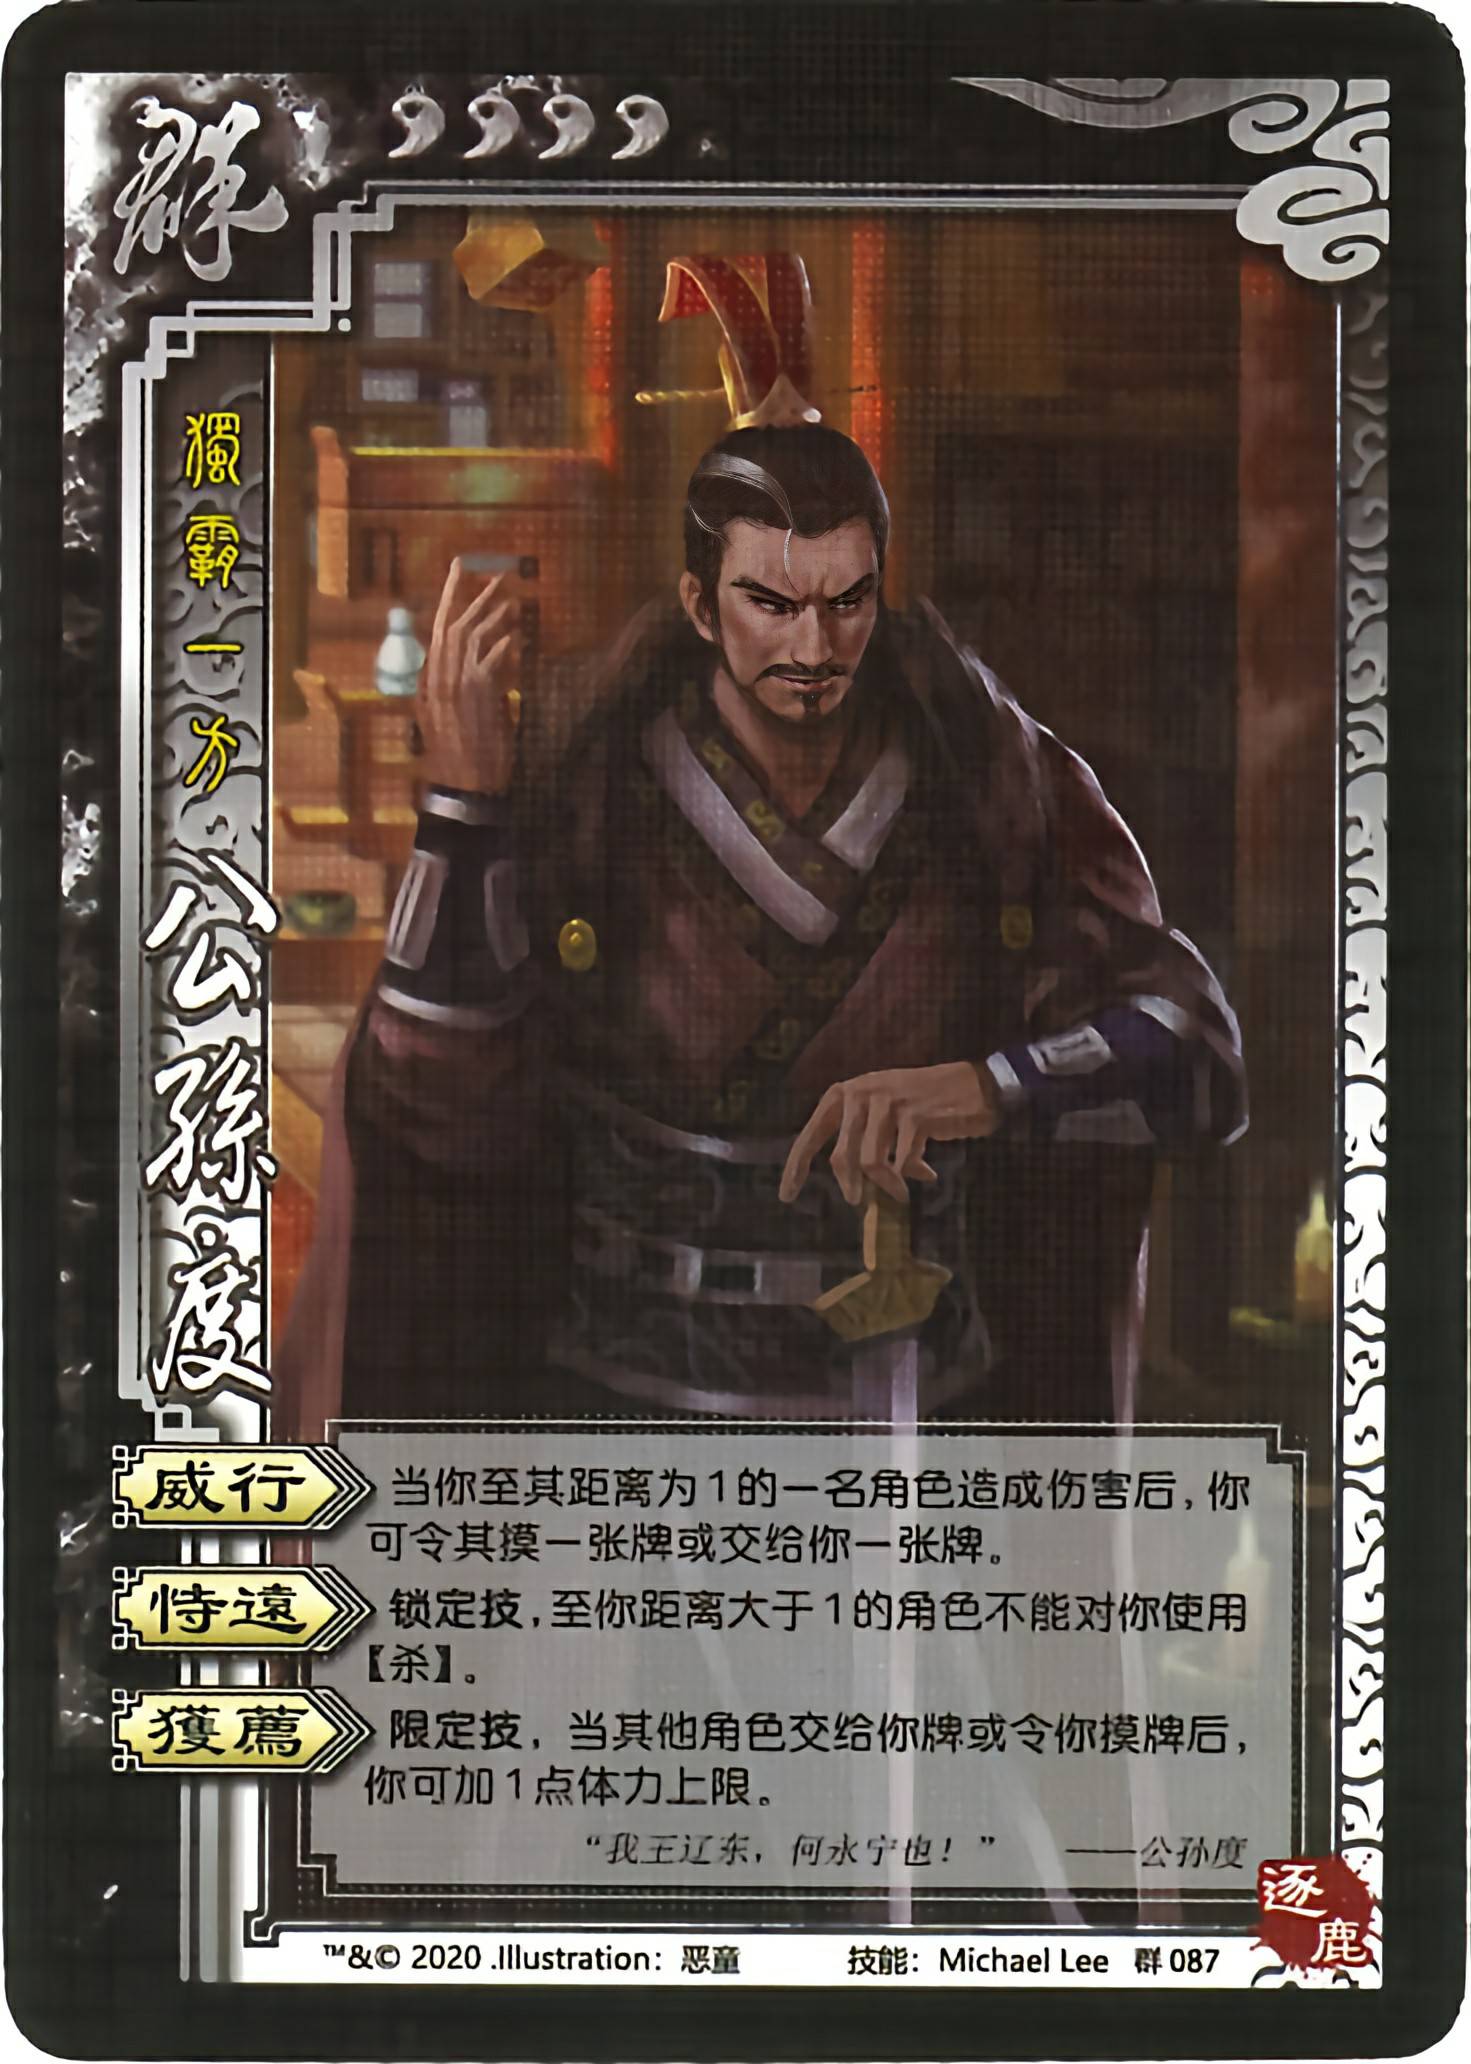 群
獨霸一方
公孫度
威行
当你至其距离为1的一名角色造成伤害后，你
可令其摸一张牌或交给你一张牌。
恃遠
锁定技，至你距离大于1的角色不能对你使用
【杀】。
獲薦
限定技，当其他角色交给你牌或令你摸牌后，
你可加1点体力上限。
“我王辽东，何永宁也！” ——公孙度
™&© 2020 .Illustration：恶童 技能：Michael Lee 群087
逐鹿